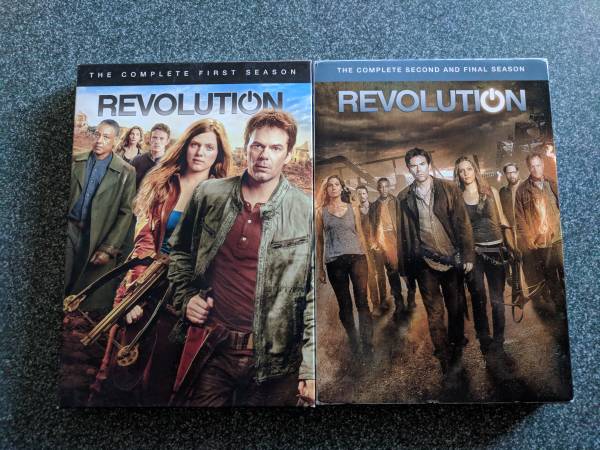 THE COMPLETE FIRST SEASON
REVOLUTION
THE COMPLETE SECOND AND FINAL SEASON
REVOLUTION